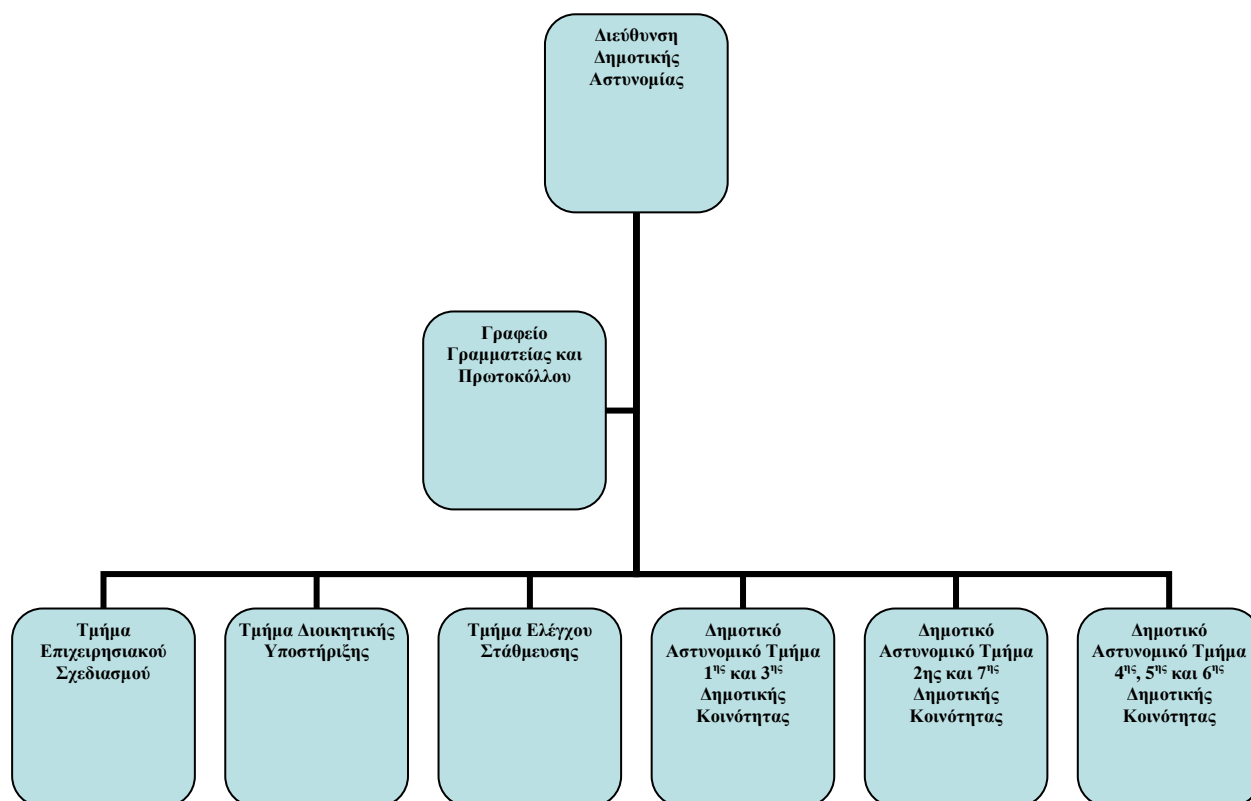 Διεύθυνση
Δημοτικής
Αστυνομίας
Γραφείο
Γραμματείας και
Πρωτοκόλλου
Τμήμα
Επιχειρησιακού
Σχεδιασμού
Τμήμα Διοικητικής
Υποστήριξης
Τμήμα Ελέγχου
Στάθμευσης
Δημοτικό
Αστυνομικό Τμήμα
1ης και 3ης
Δημοτικής
Κοινότητας
Δημοτικό
Αστυνομικό Τμήμα
2ης και 7ης
Δημοτικής
Κοινότητας
Δημοτικό
Αστυνομικό Τμήμα
4ης, 5ης και 6ης
Δημοτικής
Κοινότητας